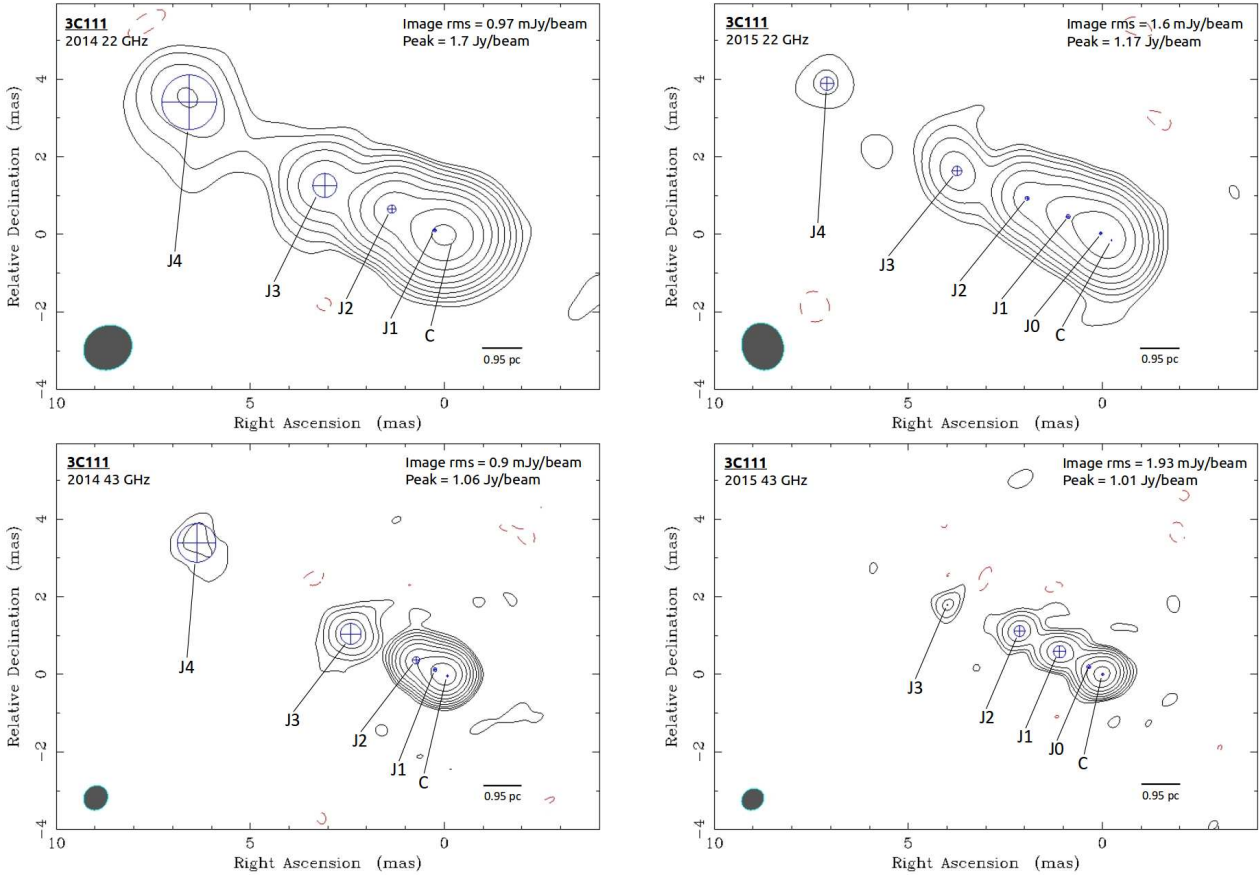 3C111
2014 22 GHz
Image rms = 0.97 mJy/beam
Peak = 1.7 Jy/beam
4
2
0
−2
−4
Relative Declination (mas)
J4
J3
J2
J1
C
0.95 pc
10
5
0
Right Ascension (mas)
3C111
2015 22 GHz
Image rms = 1.6 mJy/beam
Peak = 1.17 Jy/beam
4
2
0
−2
−4
Relative Declination (mas)
J4
J3
J2
J1
J0
C
0.95 pc
10
5
0
Right Ascension (mas)
3C111
2014 43 GHz
Image rms = 0.9 mJy/beam
Peak = 1.06 Jy/beam
4
2
0
−2
−4
Relative Declination (mas)
J4
J3
J2
J1
C
0.95 pc
10
5
0
Right Ascension (mas)
3C111
2015 43 GHz
Image rms = 1.93 mJy/beam
Peak = 1.01 Jy/beam
4
2
0
−2
−4
Relative Declination (mas)
J3
J2
J1
J0
C
0.95 pc
10
5
0
Right Ascension (mas)